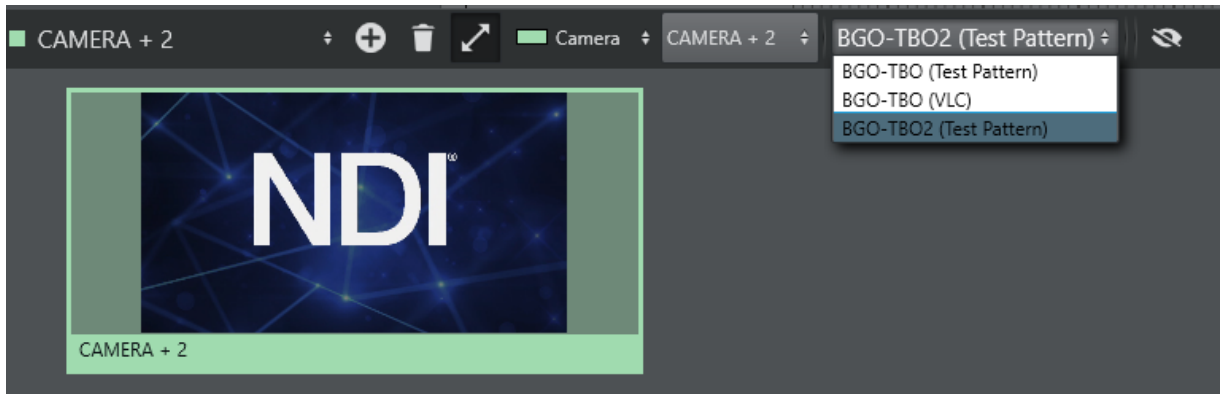 CAMERA + 2
Camera
CAMERA + 2
BGO-TBO2 (Test Pattern)
BGO-TBO (Test Pattern)
BGO-TBO (VLC)
BGO-TBO2 (Test Pattern)
NDI®
CAMERA + 2